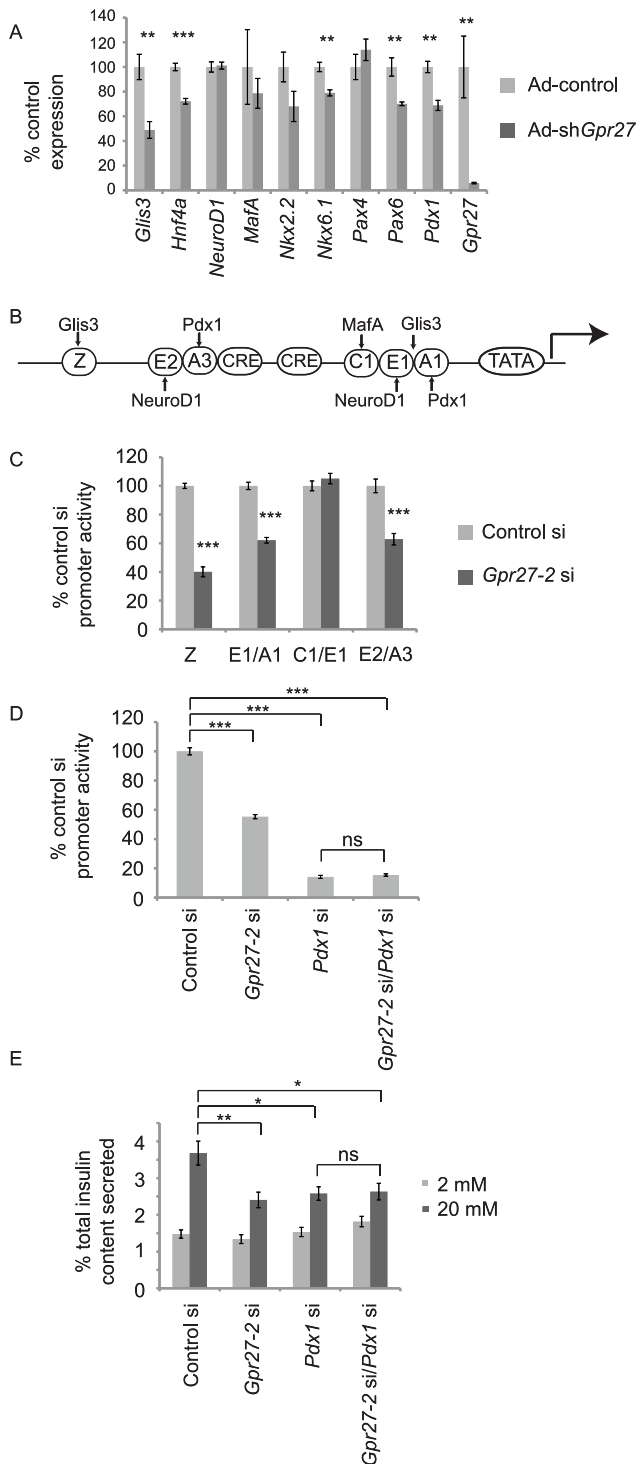 A
% control
expression
140
120
100
80
60
40
20
0
** *** ** ** ** **
Glis3
Hnf4a
NeuroD1
MafA
Nkx2.2
Nkx6.1
Pax4
Pax6
Pdx1
Gpr27
Ad-control
Ad-shGpr27
B
Glis3 Pdx1 MafA Glis3
Z E2 A3 CRE CRE C1 E1 A1 TATA
NeuroD1 NeuroD1 Pdx1
C
% control si
promoter activity
120
100
80
60
40
20
0
*** *** ***
Z E1/A1 C1/E1 E2/A3
Control si
Gpr27-2 si
D
% control si
promoter activity
120
100
80
60
40
20
0
***
***
***
ns
Control si
Gpr27-2 si
Pdx1 si
Gpr27-2 si/Pdx1 si
E
% total insulin
content secreted
4
3
2
1
0
*
*
**
ns
2 mM
20 mM
Control si
Gpr27-2 si
Pdx1 si
Gpr27-2 si/Pdx1 si